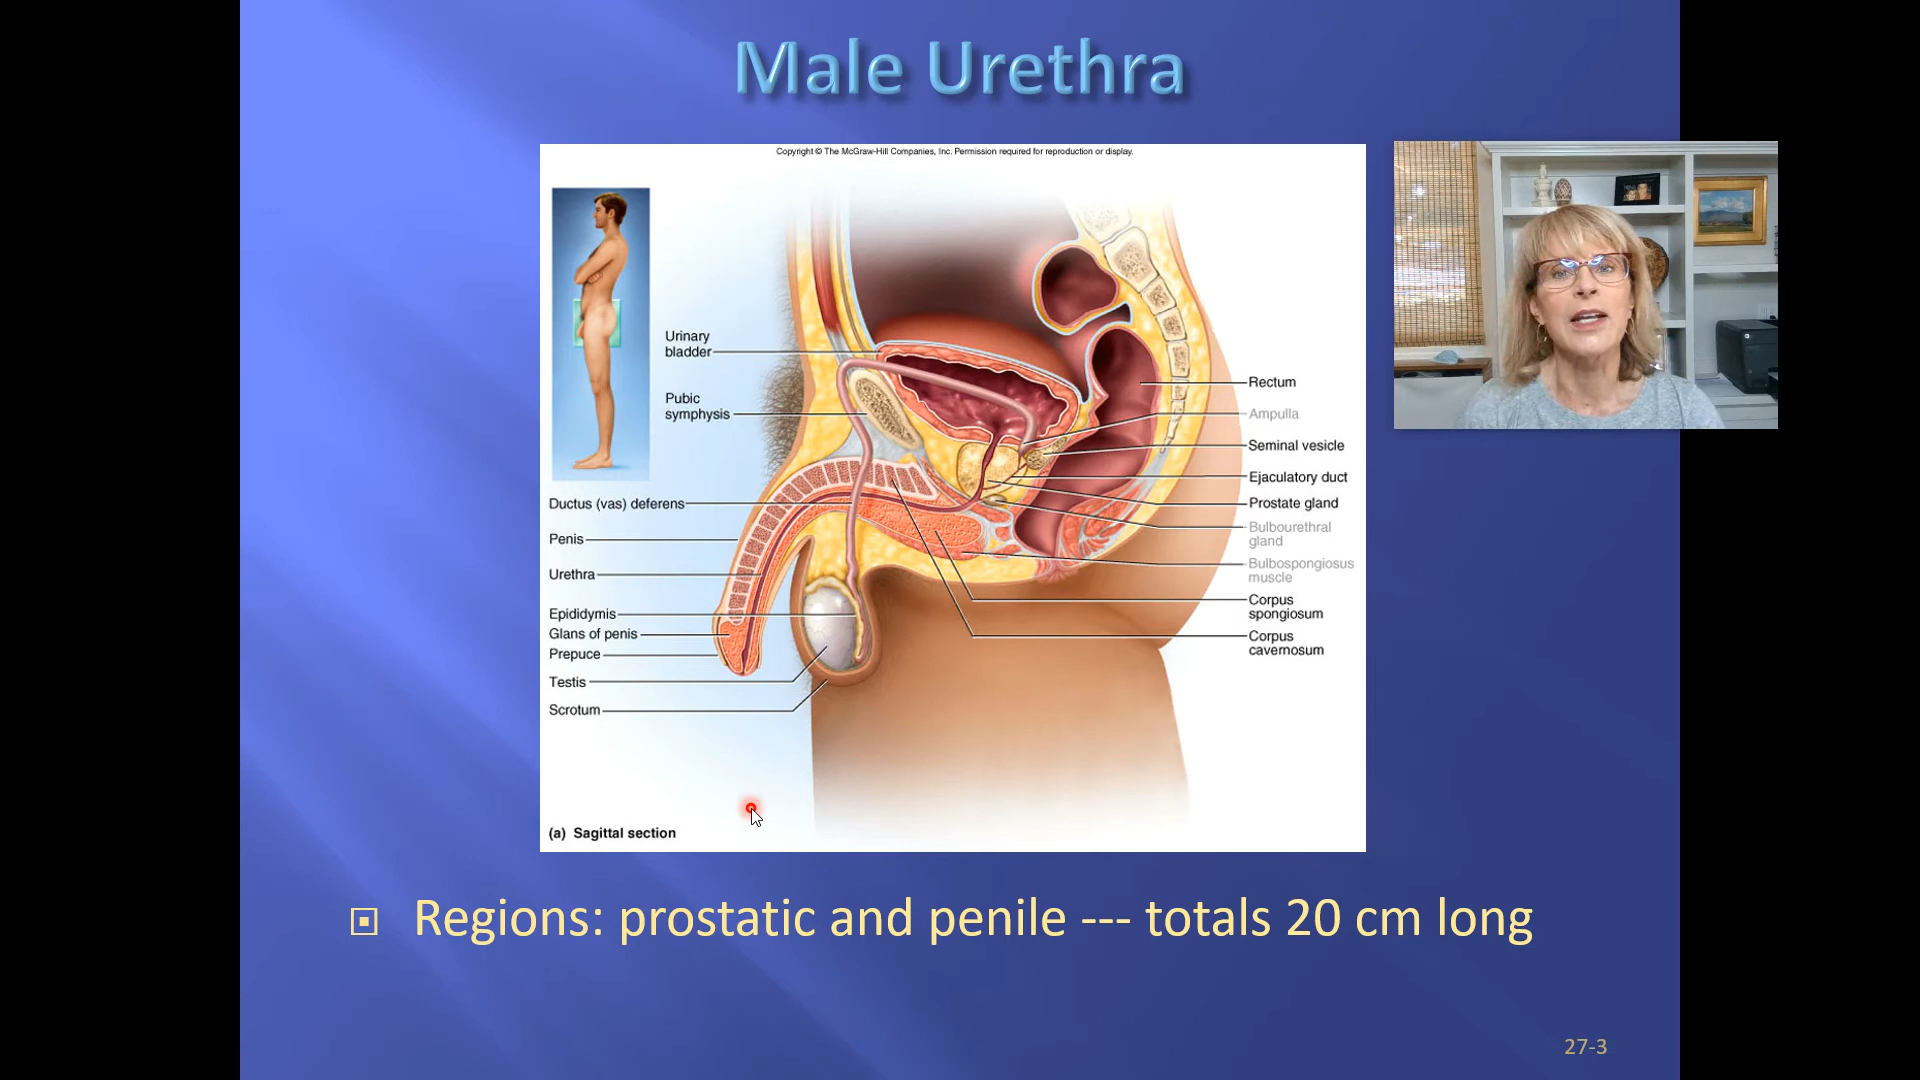 Male Urethra
Copyright © The McGraw-Hill Companies, Inc. Permission required for reproduction or display.
Urinary
bladder
Pubic
symphysis
Ductus (vas) deferens
Penis
Urethra
Epididymis
Glans of penis
Prepuce
Testis
Scrotum
Rectum
Ampulla
Seminal vesicle
Ejaculatory duct
Prostate gland
Bulbourethral
gland
Bulbospongiosus
muscle
Corpus
spongiosum
Corpus
cavernosum
(a) Sagittal section
Regions: prostatic and penile --- totals 20 cm long
27-3